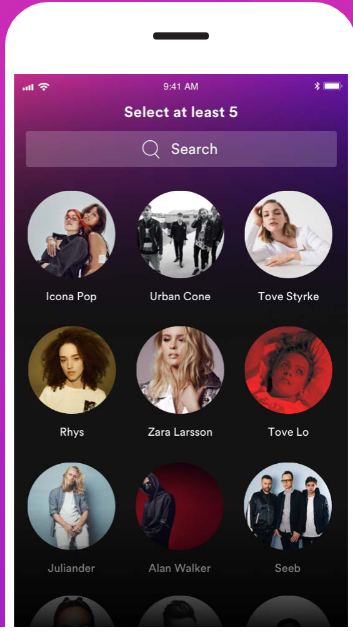 9:41 AM
Select at least 5
Search
Icona Pop
Urban Cone
Tove Styrke
Rhys
Zara Larsson
Tove Lo
Juliander
Alan Walker
Seeb